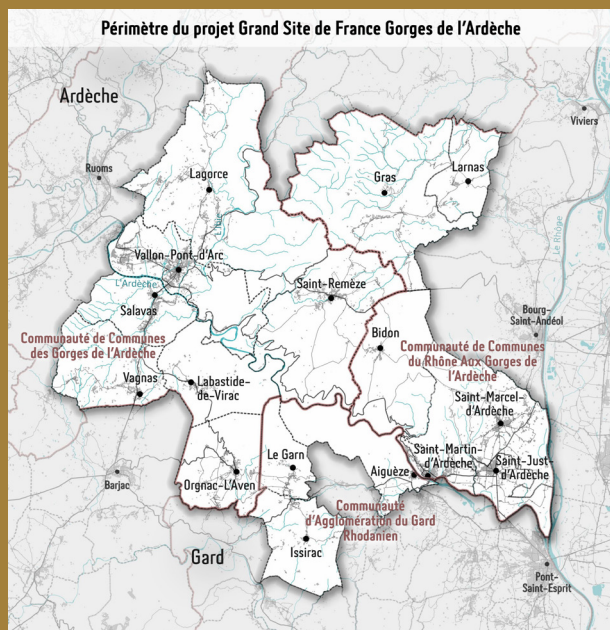 Périmètre du projet Grand Site de France Gorges de l'Ardèche
Ardèche
Viviers
Ruoms
Lagorce
Gras
Larnas
L'Ibie
Le Rhône
Vallon-Pont-d'Arc
L'Ardèche
Salavas
Saint-Remèze
Bourg-
Saint-Andéol
Communauté de Communes
des Gorges de l'Ardèche
Bidon
Communauté de Communes
du Rhône Aux Gorges de
l'Ardèche
Vagnas
Labastide-
de-Virac
Saint-Marcel-
d'Ardèche
Barjac
Orgnac-L'Aven
Le Garn
Aiguèze
Saint-Martin-
d'Ardèche
Saint-Just-
d'Ardèche
Communauté
d'Agglomération du Gard
Rhodanien
Gard
Issirac
Pont-
Saint-Esprit